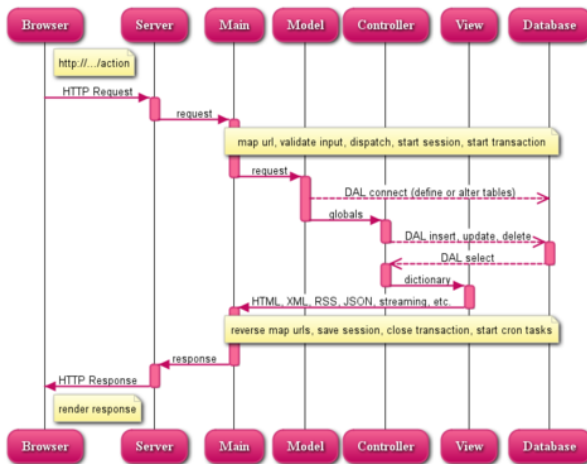 Browser Server Main Model Controller View Database
http://.../action
HTTP Request
request
map url, validate input, dispatch, start session, start transaction
request
DAL connect (define or alter tables)
globals
DAL insert, update, delete
DAL select
dictionary
HTML, XML, RSS, JSON, streaming, etc.
reverse map urls, save session, close transaction, start cron tasks
response
HTTP Response
render response
Browser Server Main Model Controller View Database